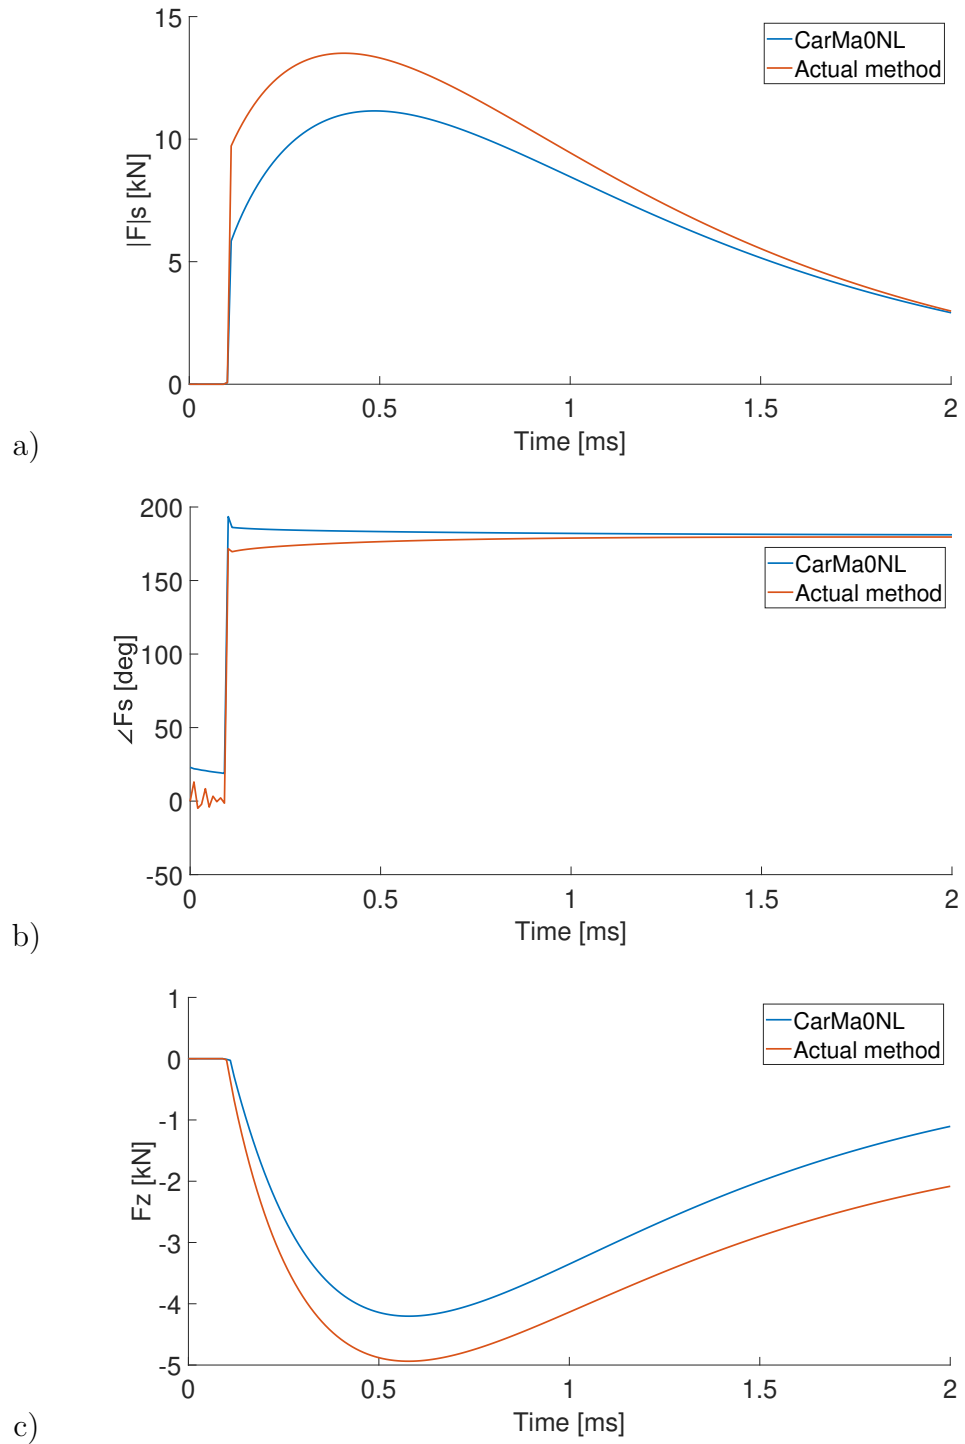 15
10
5
0
|F|s [kN]
CarMa0NL
Actual method
0 0.5 1 1.5 2
Time [ms]
a)
200
150
100
50
0
-50
∠Fs [deg]
CarMa0NL
Actual method
0 0.5 1 1.5 2
Time [ms]
b)
1
0
-1
-2
-3
-4
-5
Fz [kN]
CarMa0NL
Actual method
0 0.5 1 1.5 2
Time [ms]
c)